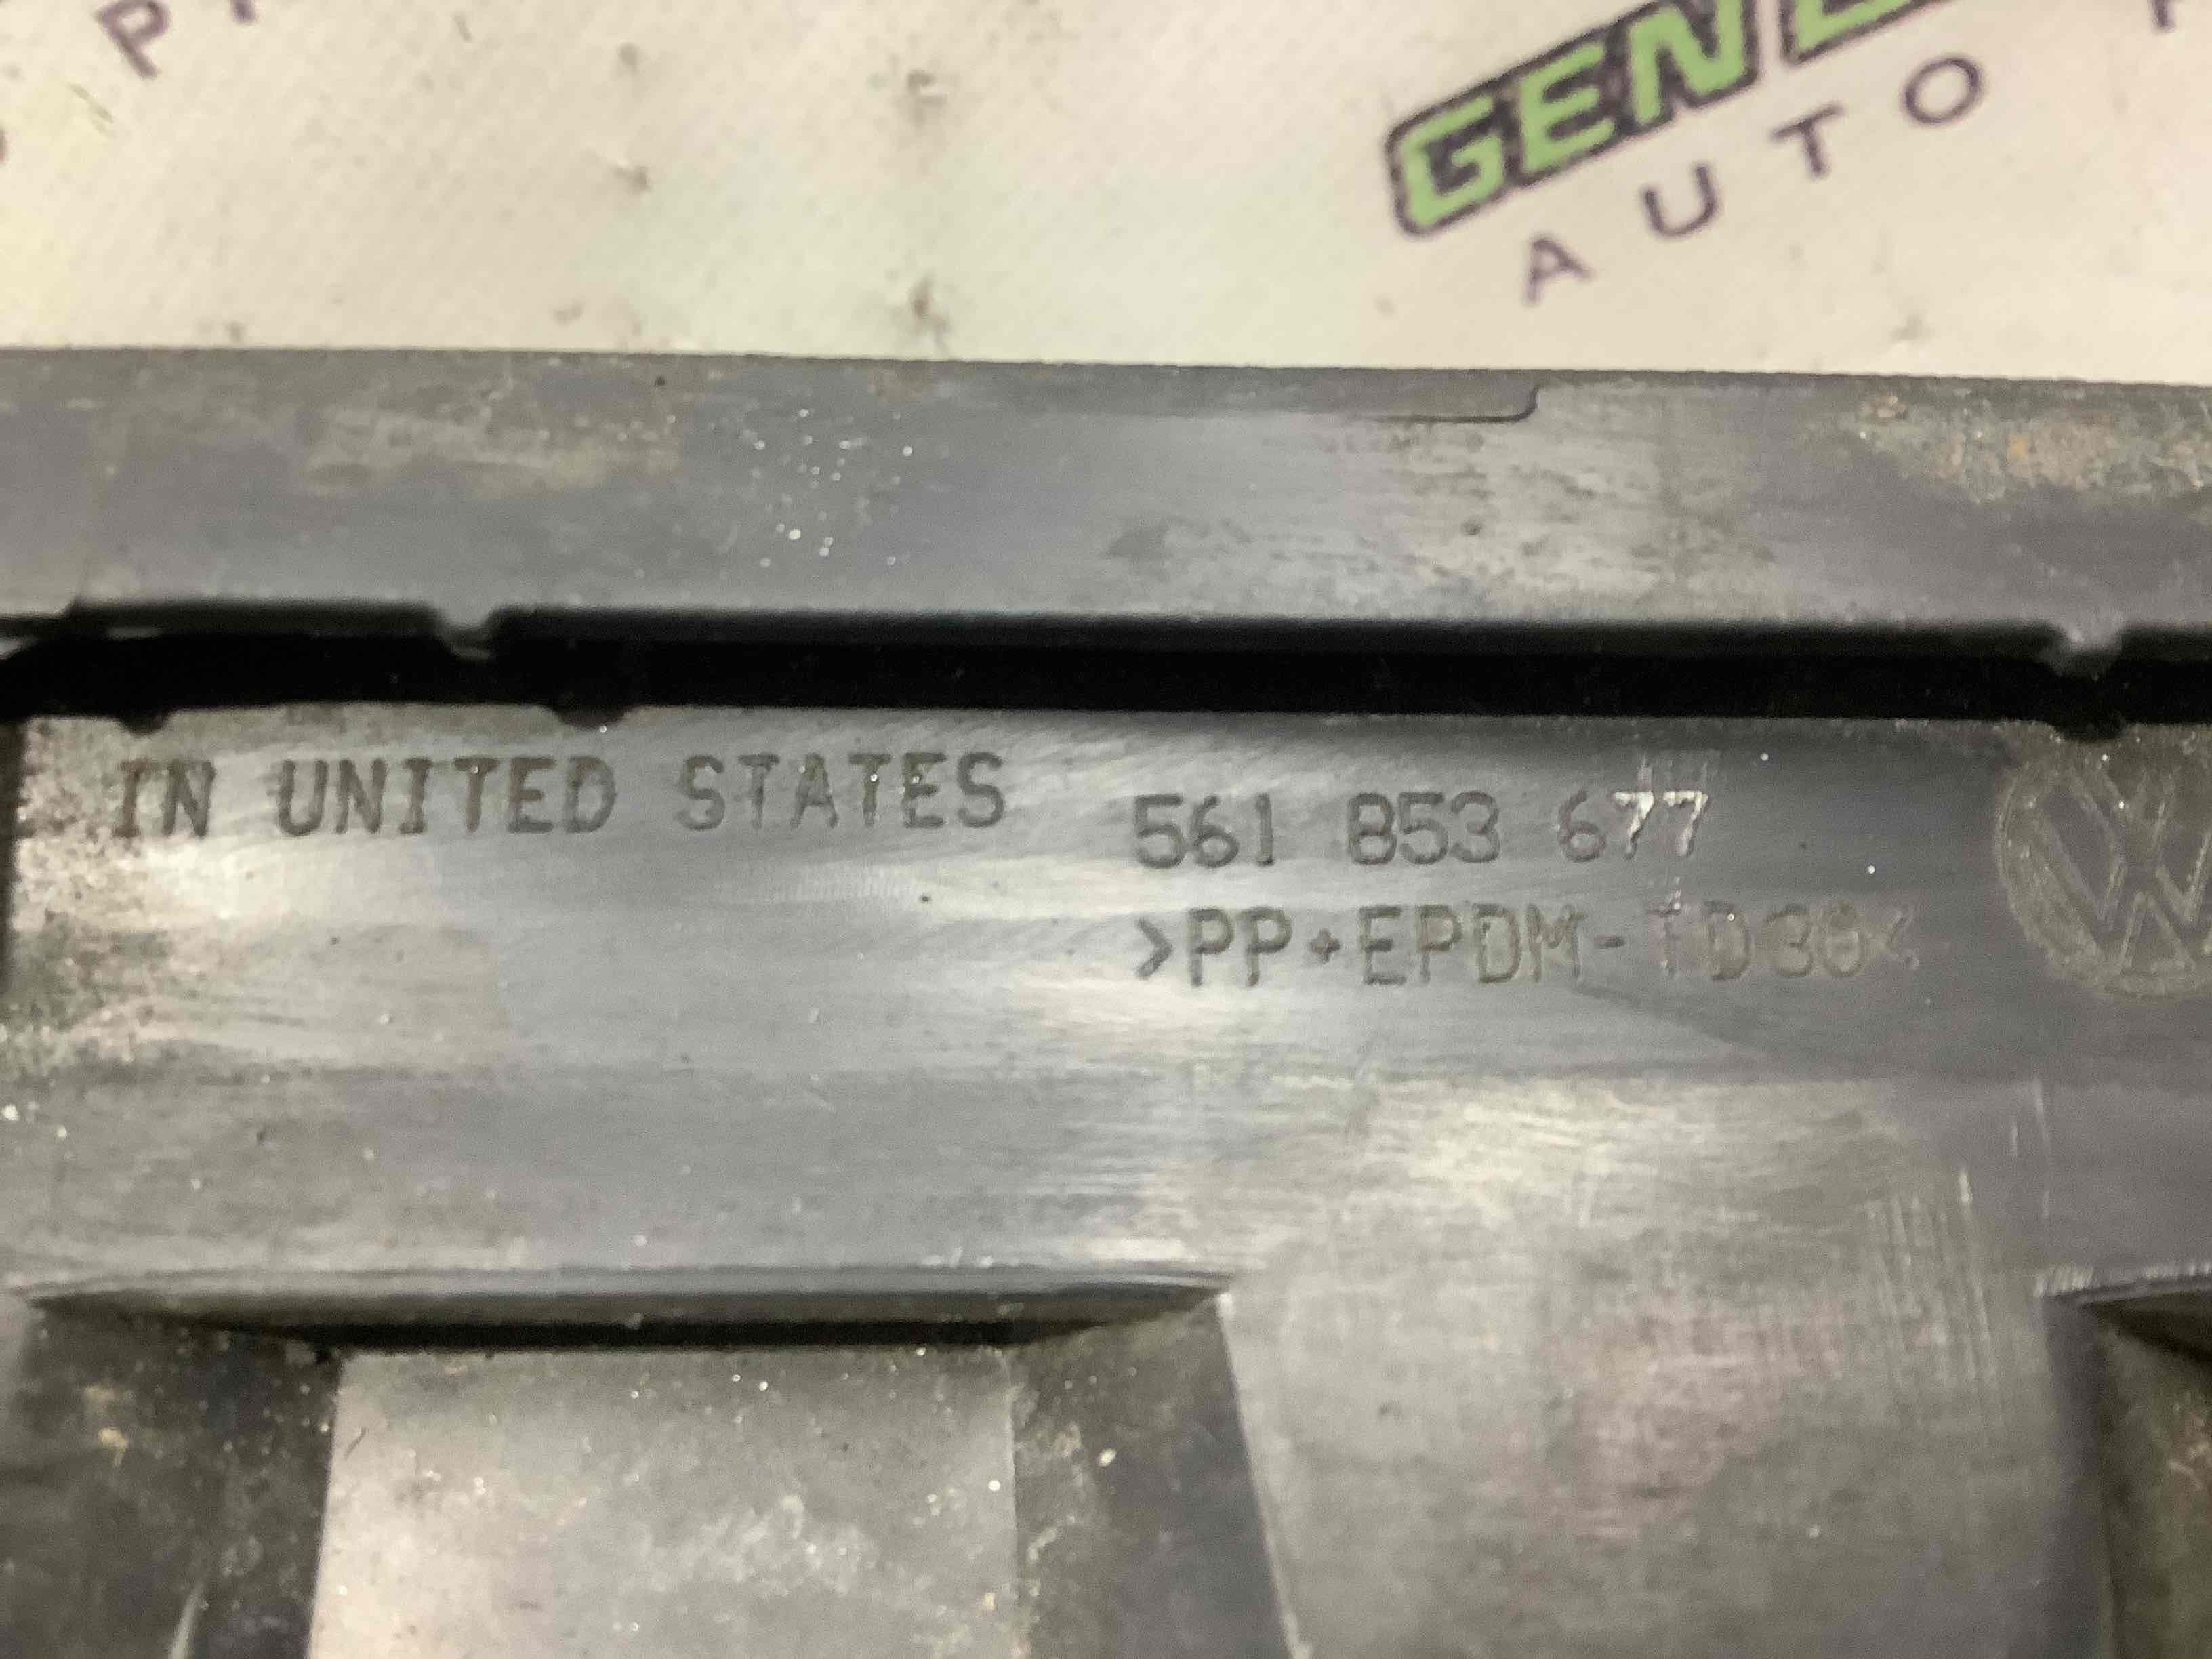 GEN
AUTO
IN UNITED STATES
561 853 677
>PP+EPDM-TD30<